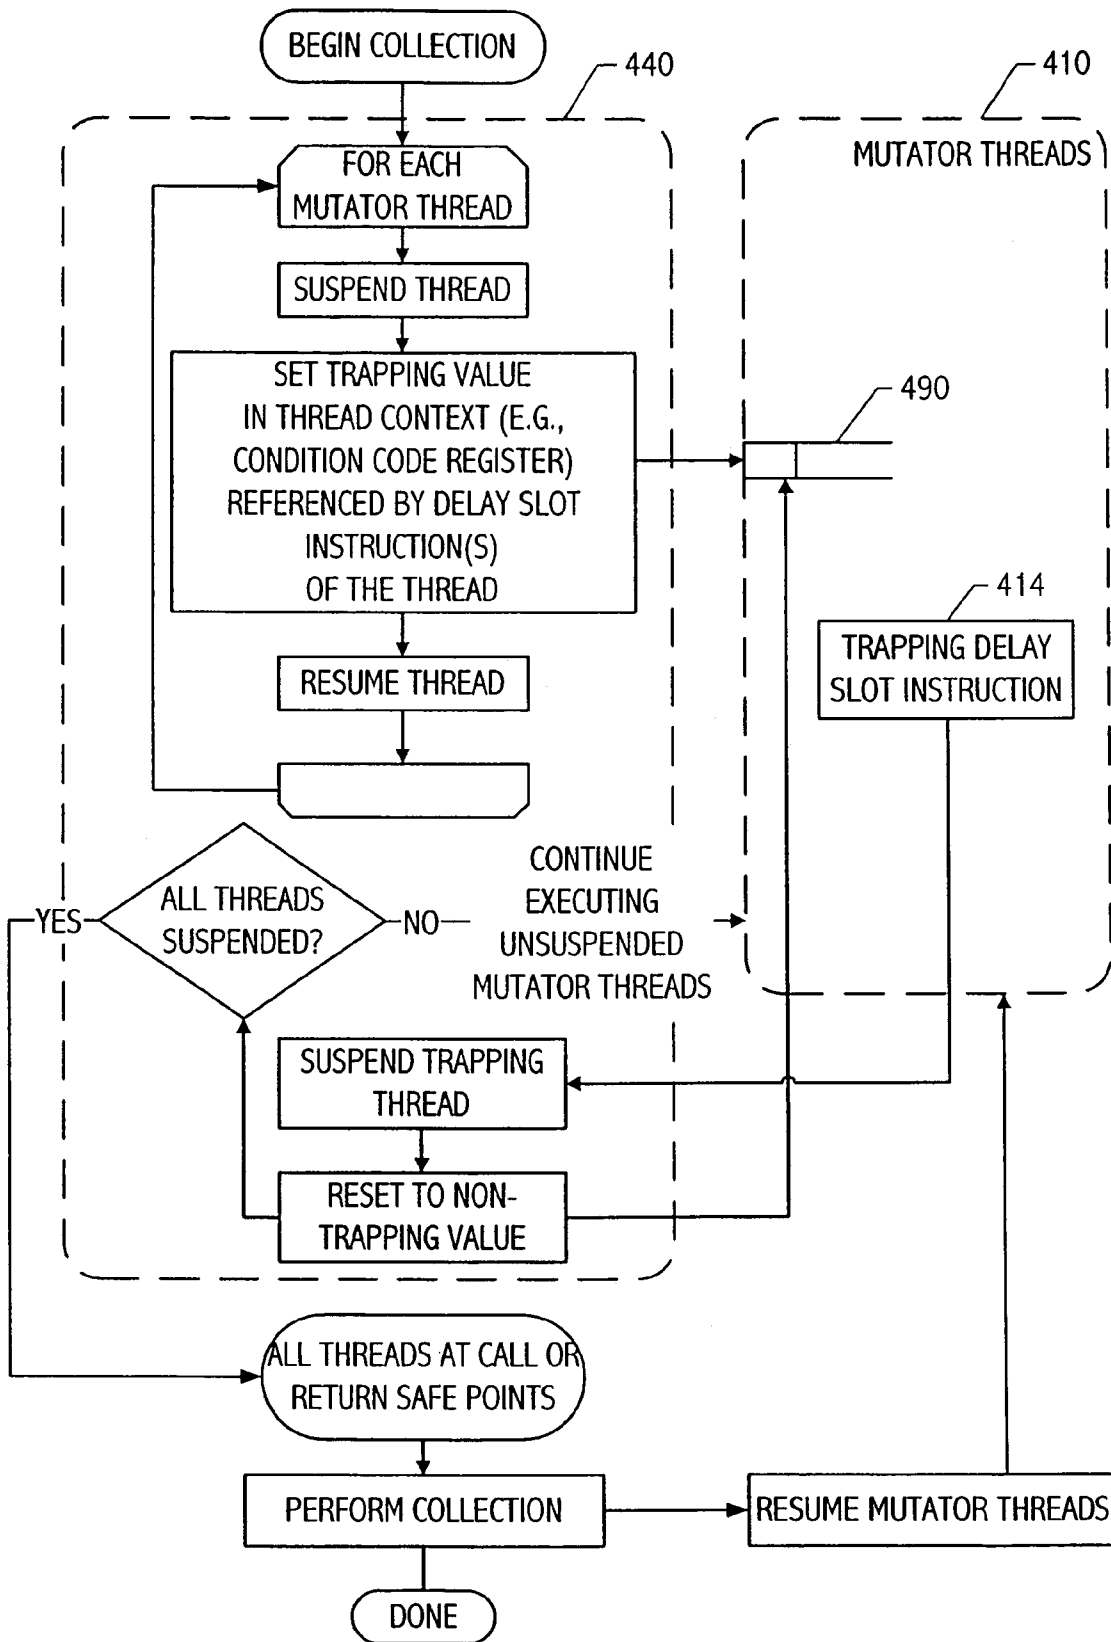 BEGIN COLLECTION
440
410
FOR EACH
MUTATOR THREAD
MUTATOR THREADS
SUSPEND THREAD
SET TRAPPING VALUE
IN THREAD CONTEXT (E.G.,
CONDITION CODE REGISTER)
REFERENCED BY DELAY SLOT
INSTRUCTION(S)
OF THE THREAD
490
414
TRAPPING DELAY
SLOT INSTRUCTION
RESUME THREAD
ALL THREADS
SUSPENDED?
YES
NO
CONTINUE
EXECUTING
UNSUSPENDED
MUTATOR THREADS
SUSPEND TRAPPING
THREAD
RESET TO NON-
TRAPPING VALUE
ALL THREADS AT CALL OR
RETURN SAFE POINTS
PERFORM COLLECTION
RESUME MUTATOR THREADS
DONE